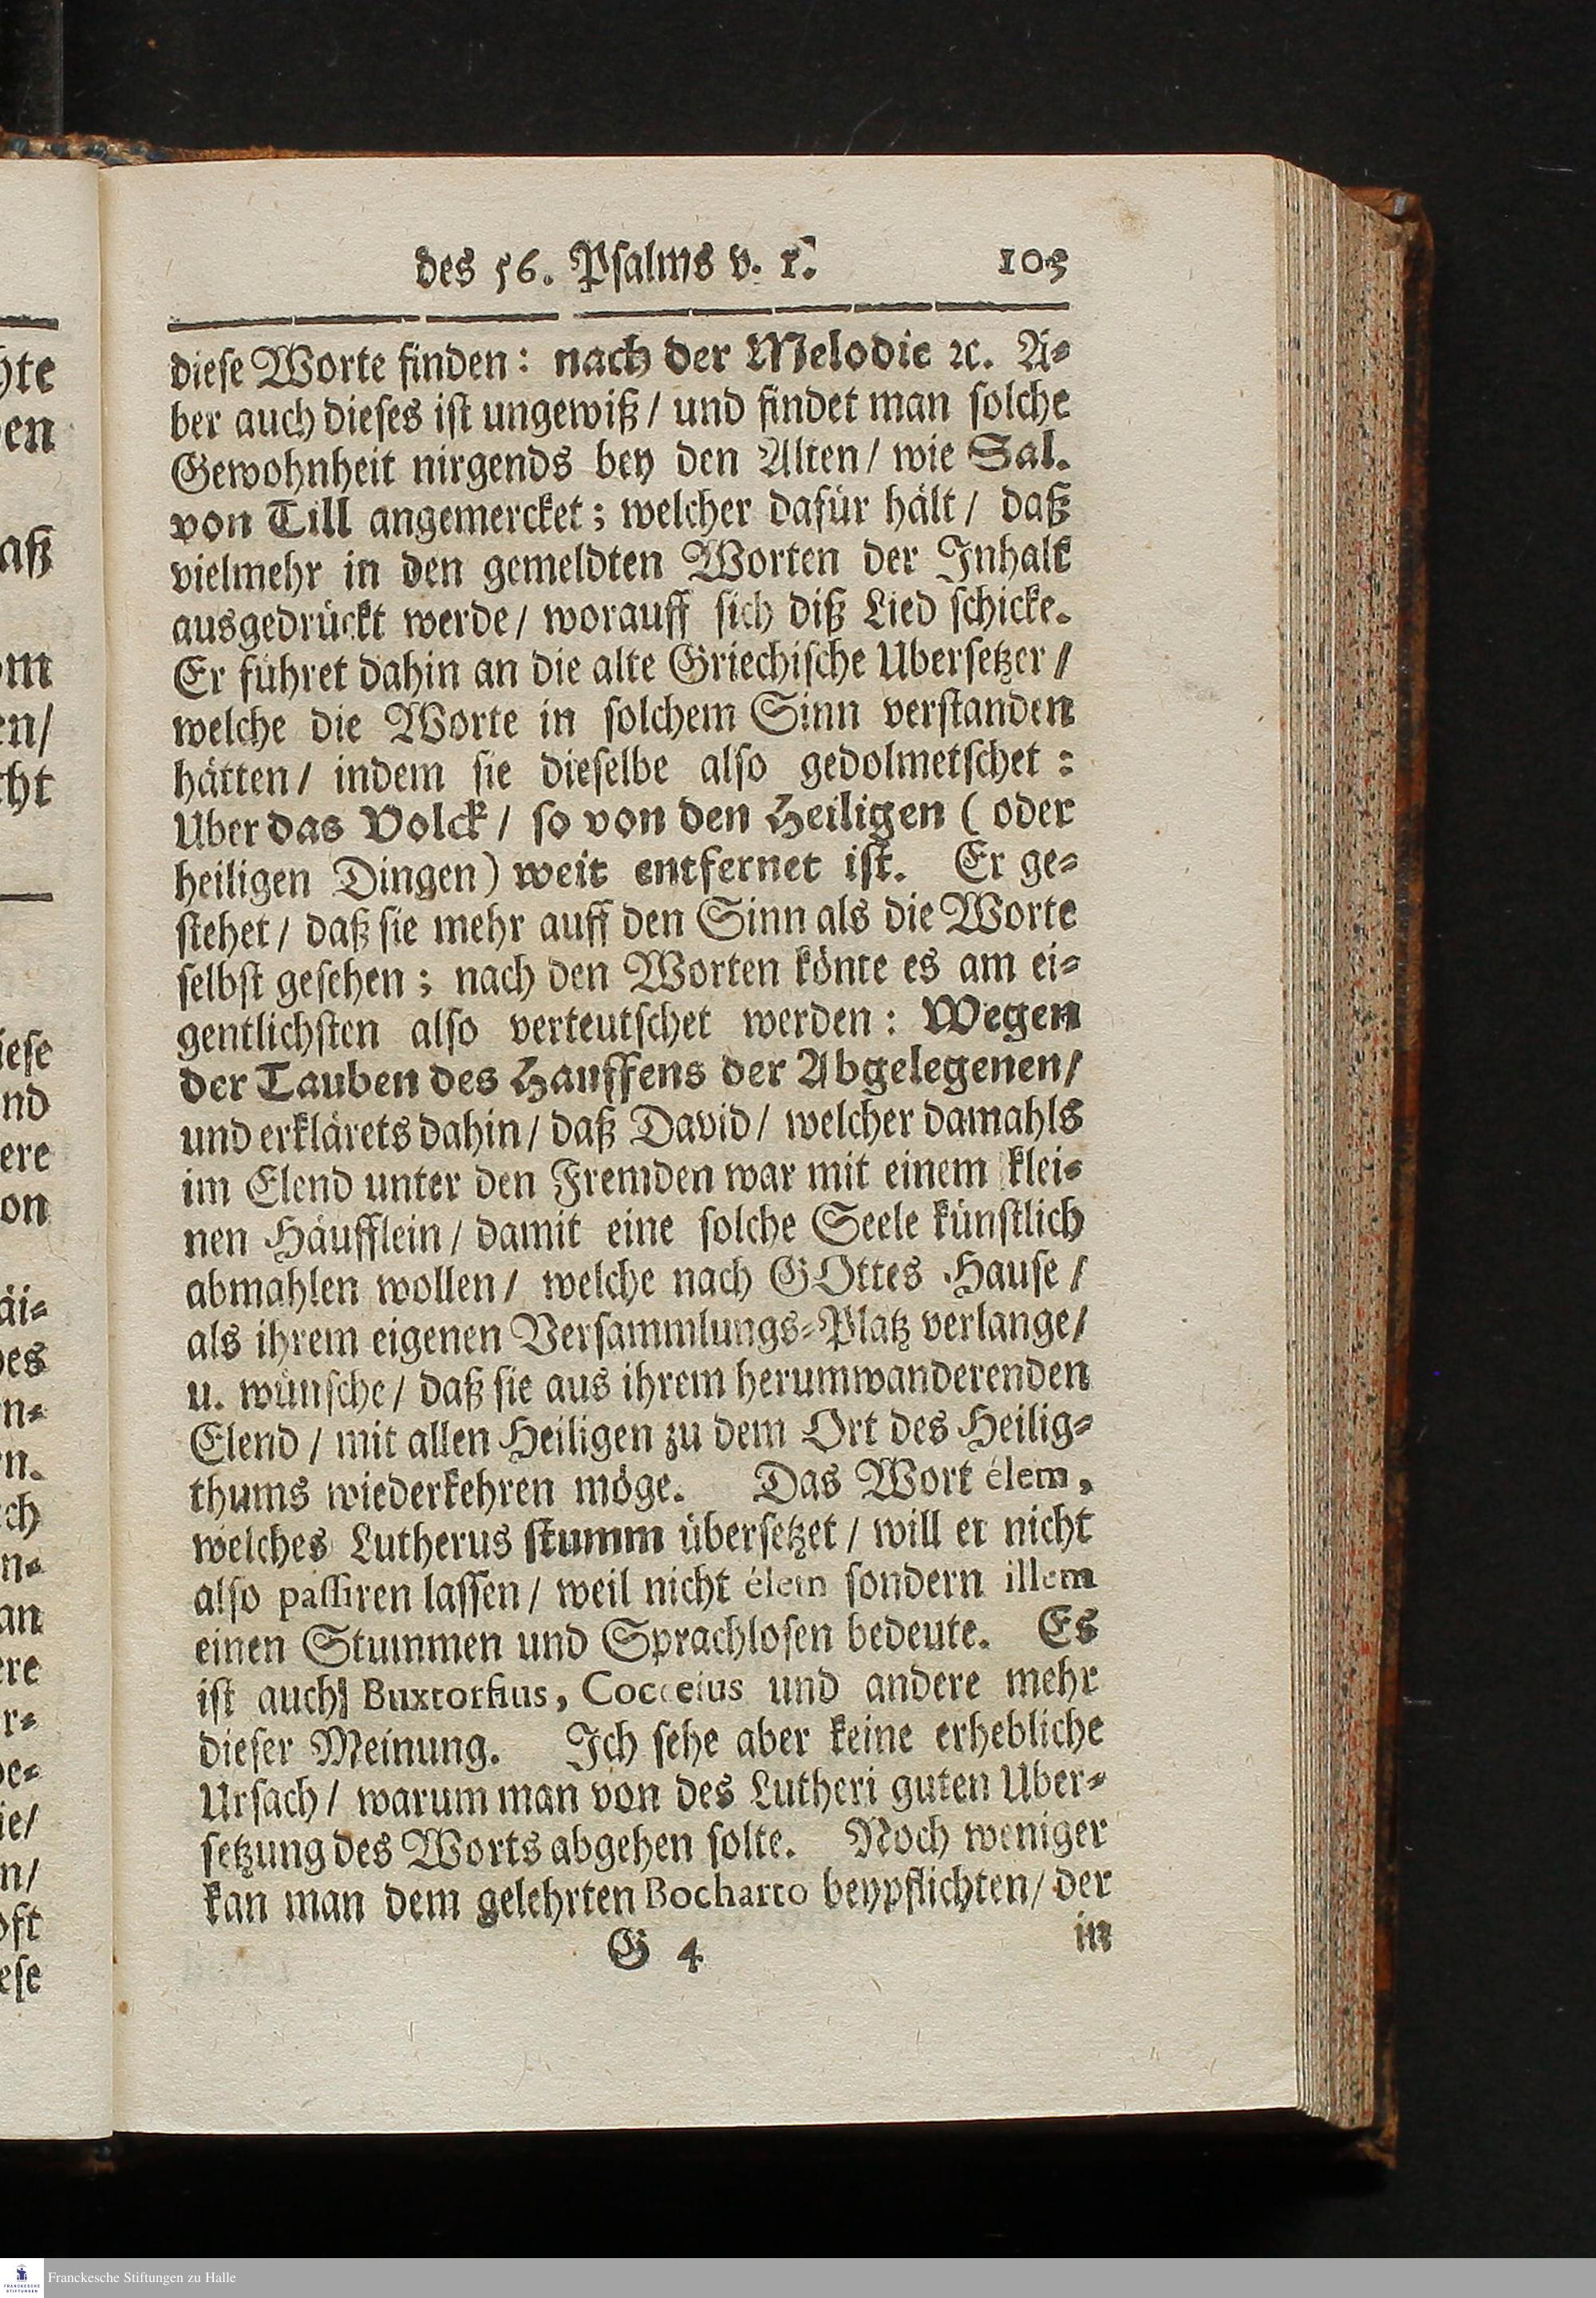 des 56. Psalms v. 1. 103
diese Worte finden: nach der Melodie ꝛc. A-
ber auch dieses ist ungewiß / und findet man solche
Gewohnheit nirgends bey den Alten / wie Sal.
von Till angemercket; welcher dafür hält / daß
vielmehr in den gemeldten Worten der Inhalt
ausgedrückt werde / worauff sich diß Lied schicke.
Er führet dahin an die alte Griechische Ubersetzer /
welche die Worte in solchem Sinn verstanden
hätten / indem sie dieselbe also gedolmetschet:
Uber das Volck / so von den Heiligen ( oder
heiligen Dingen) weit entfernet ist. Er ge-
stehet / daß sie mehr auff den Sinn als die Worte
selbst gesehen; nach den Worten könte es am ei-
gentlichsten also verteutschet werden: Wegen
der Tauben des Hauffens der Abgelegenen /
und erklärets dahin / daß David / welcher damahls
im Elend unter den Fremden war mit einem klei-
nen Häufflein / damit eine solche Seele künstlich
abmahlen wollen / welche nach GOttes Hause /
als ihrem eigenen Versammlungs-Platz verlange /
u. wünsche / daß sie aus ihrem herumwanderenden
Elend / mit allen Heiligen zu dem Ort des Heilig-
thums wiederkehren möge. Das Wort élem,
welches Lutherus stumm übersetzet / will er nicht
also passiren lassen / weil nicht élem sondern illem
einen Stummen und Sprachlosen bedeute. Es
ist auch Buxtorfius, Cocceius und andere mehr
dieser Meinung. Ich sehe aber keine erhebliche
Ursach / warum man von des Lutheri guten Uber-
setzung des Worts abgehen solte. Noch weniger
kan man dem gelehrten Bocharto beypflichten / der
G 4 in
Franckesche Stiftungen zu Halle